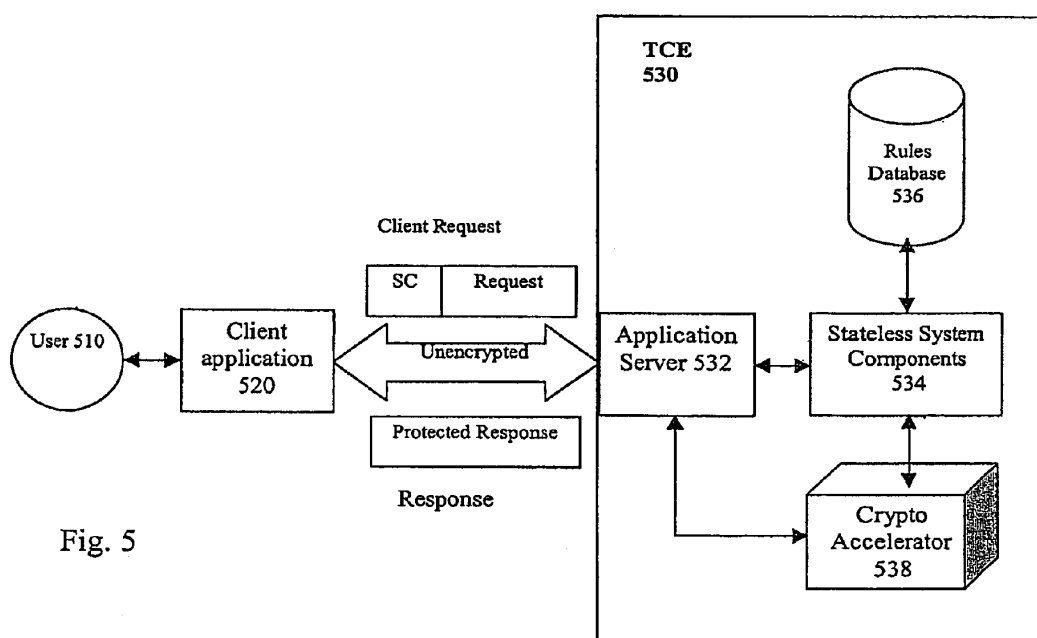 TCE
530
Rules
Database
536
Client Request
SC
Request
User 510
Client
application
520
Unencrypted
Application
Server 532
Stateless System
Components
534
Protected Response
Response
Crypto
Accelerator
538
Fig. 5